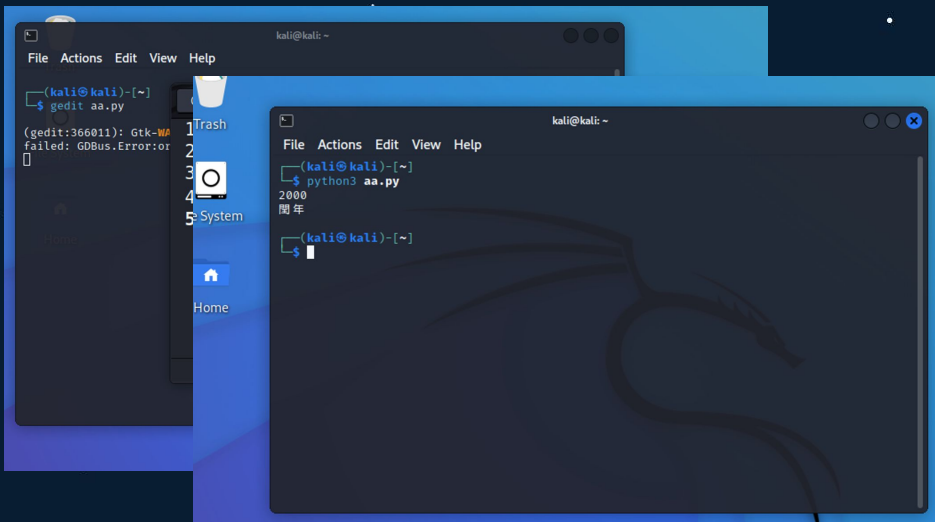 kali@kali: ~
File Actions Edit View Help
┌──(kali㉿kali)-[~]
└─$ gedit aa.py
(gedit:366011): Gtk-WA
failed: GDBus.Error:or
1
2
3
4
5
Trash
e System
Home
kali@kali: ~
File Actions Edit View Help
┌──(kali㉿kali)-[~]
└─$ python3 aa.py
2000
閏年
┌──(kali㉿kali)-[~]
└─$